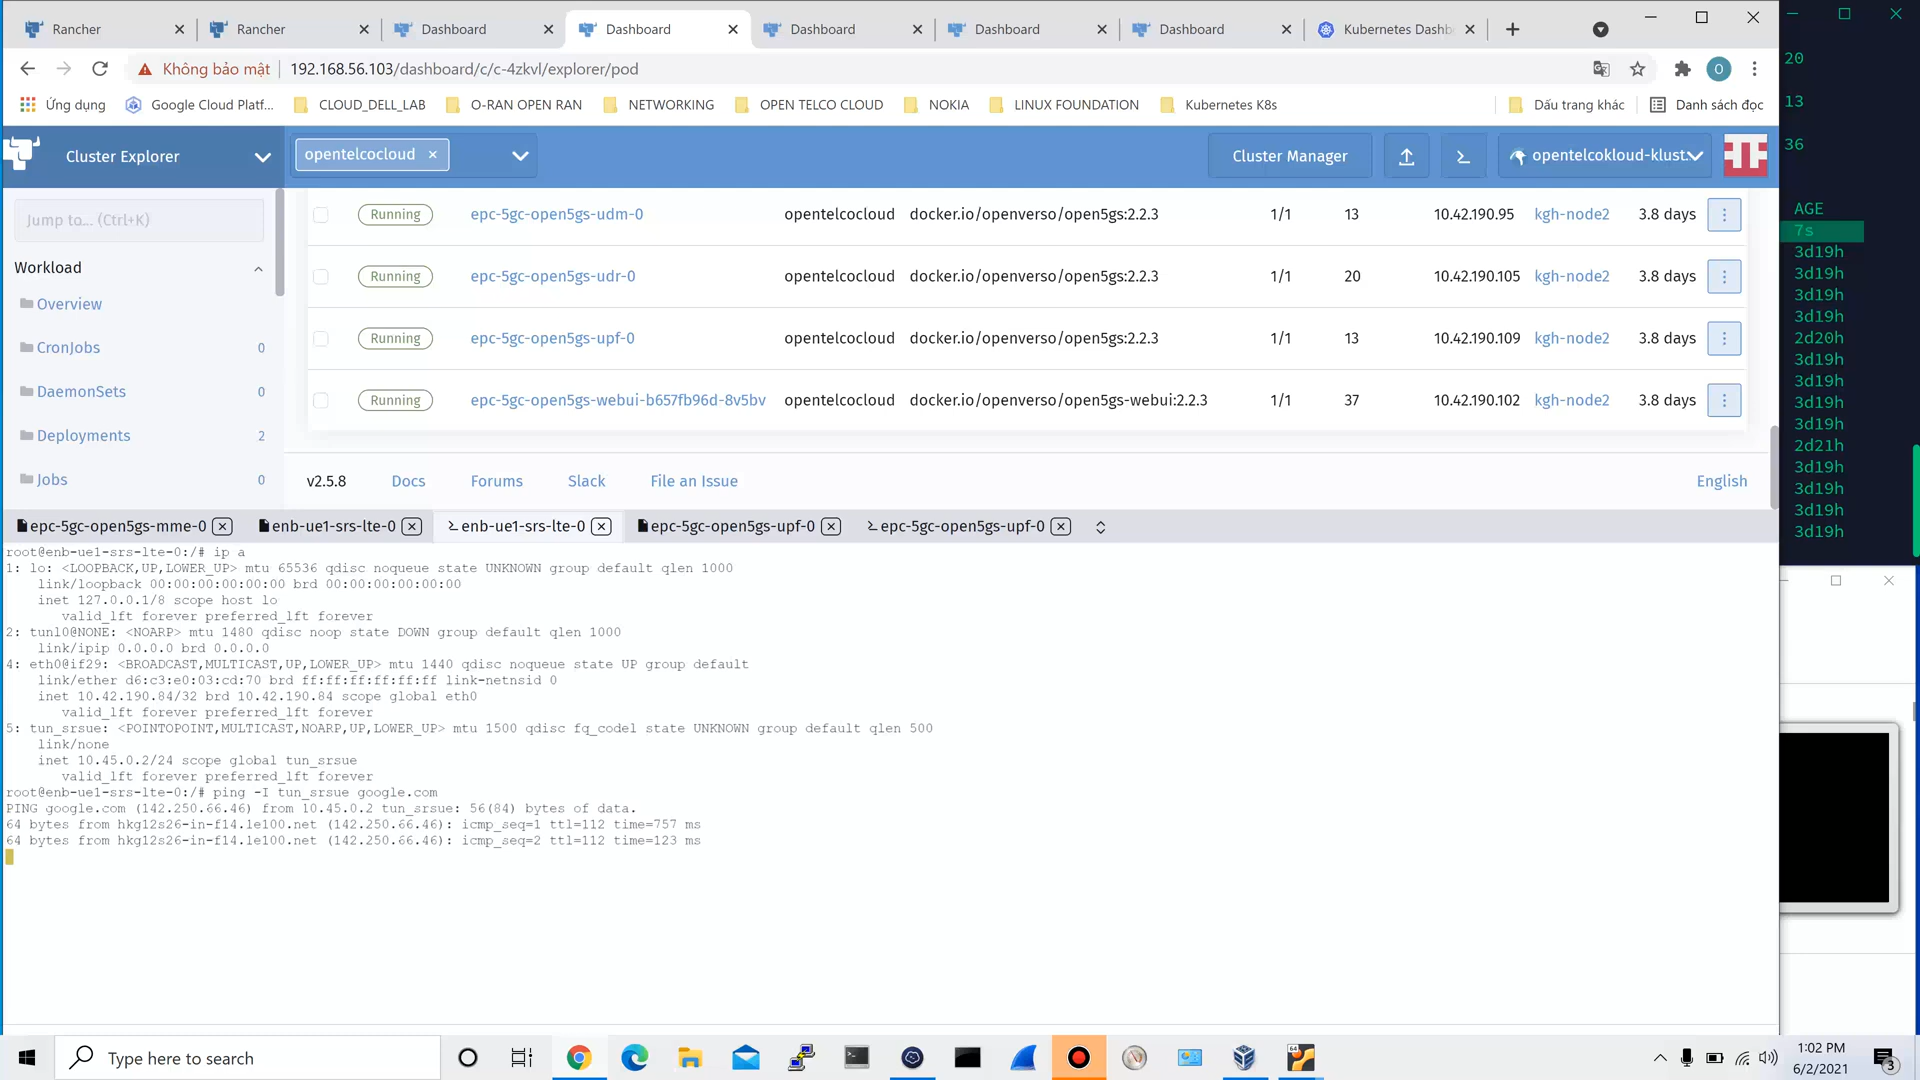 Rancher
Rancher
Dashboard
Dashboard
Dashboard
Dashboard
Dashboard
Kubernetes Dashb
Không bảo mật
192.168.56.103/dashboard/c/c-4zkvl/explorer/pod
O
Ứng dụng
Google Cloud Platf...
CLOUD_DELL_LAB
O-RAN OPEN RAN
NETWORKING
OPEN TELCO CLOUD
NOKIA
LINUX FOUNDATION
Kubernetes K8s
Dấu trang khác
Danh sách đọc
Cluster Explorer
opentelcocloud
Cluster Manager
opentelcokloud-klust
Jump to... (Ctrl+K)
Workload
Overview
CronJobs 0
DaemonSets 0
Deployments 2
Jobs 0
Running epc-5gc-open5gs-udm-0 opentelcocloud docker.io/openverso/open5gs:2.2.3 1/1 13 10.42.190.95 kgh-node2 3.8 days
Running epc-5gc-open5gs-udr-0 opentelcocloud docker.io/openverso/open5gs:2.2.3 1/1 20 10.42.190.105 kgh-node2 3.8 days
Running epc-5gc-open5gs-upf-0 opentelcocloud docker.io/openverso/open5gs:2.2.3 1/1 13 10.42.190.109 kgh-node2 3.8 days
Running epc-5gc-open5gs-webui-b657fb96d-8v5bv opentelcocloud docker.io/openverso/open5gs-webui:2.2.3 1/1 37 10.42.190.102 kgh-node2 3.8 days
v2.5.8 Docs Forums Slack File an Issue English
epc-5gc-open5gs-mme-0
enb-ue1-srs-lte-0
enb-ue1-srs-lte-0
epc-5gc-open5gs-upf-0
epc-5gc-open5gs-upf-0
root@enb-ue1-srs-lte-0:/# ip a
1: lo: <LOOPBACK,UP,LOWER_UP> mtu 65536 qdisc noqueue state UNKNOWN group default qlen 1000
link/loopback 00:00:00:00:00:00 brd 00:00:00:00:00:00
inet 127.0.0.1/8 scope host lo
valid_lft forever preferred_lft forever
2: tunl0@NONE: <NOARP> mtu 1480 qdisc noop state DOWN group default qlen 1000
link/ipip 0.0.0.0 brd 0.0.0.0
4: eth0@if29: <BROADCAST,MULTICAST,UP,LOWER_UP> mtu 1440 qdisc noqueue state UP group default
link/ether d6:c3:e0:03:cd:70 brd ff:ff:ff:ff:ff:ff link-netnsid 0
inet 10.42.190.84/32 brd 10.42.190.84 scope global eth0
valid_lft forever preferred_lft forever
5: tun_srsue: <POINTOPOINT,MULTICAST,NOARP,UP,LOWER_UP> mtu 1500 qdisc fq_codel state UNKNOWN group default qlen 500
link/none
inet 10.45.0.2/24 scope global tun_srsue
valid_lft forever preferred_lft forever
root@enb-ue1-srs-lte-0:/# ping -I tun_srsue google.com
PING google.com (142.250.66.46) from 10.45.0.2 tun_srsue: 56(84) bytes of data.
64 bytes from hkg12s26-in-f14.1e100.net (142.250.66.46): icmp_seq=1 ttl=112 time=757 ms
64 bytes from hkg12s26-in-f14.1e100.net (142.250.66.46): icmp_seq=2 ttl=112 time=123 ms
20
13
36
AGE
7s
3d19h
3d19h
3d19h
3d19h
2d20h
3d19h
3d19h
3d19h
3d19h
2d21h
3d19h
3d19h
3d19h
3d19h
Type here to search
64
1:02 PM
6/2/2021
3